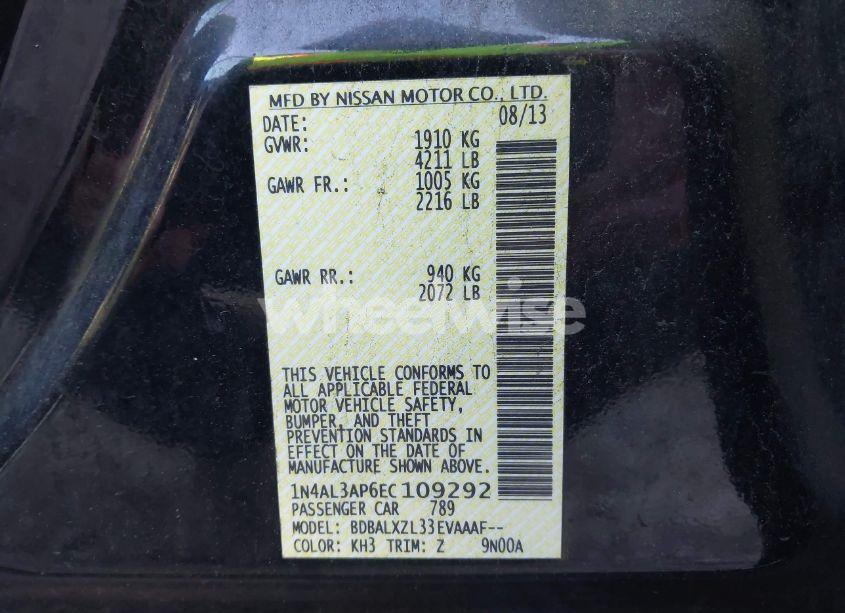 MFD BY NISSAN MOTOR CO., LTD.
DATE: 08/13
GVWR: 1910 KG
4211 LB
GAWR FR.: 1005 KG
2216 LB
GAWR RR.: 940 KG
2072 LB
wheelwise
THIS VEHICLE CONFORMS TO
ALL APPLICABLE FEDERAL
MOTOR VEHICLE SAFETY,
BUMPER, AND THEFT
PREVENTION STANDARDS IN
EFFECT ON THE DATE OF
MANUFACTURE SHOWN ABOVE.
1N4AL3AP6EC109292
PASSENGER CAR 789
MODEL: BDBALXZL33EVAAAF--
COLOR: KH3 TRIM: Z 9N00A